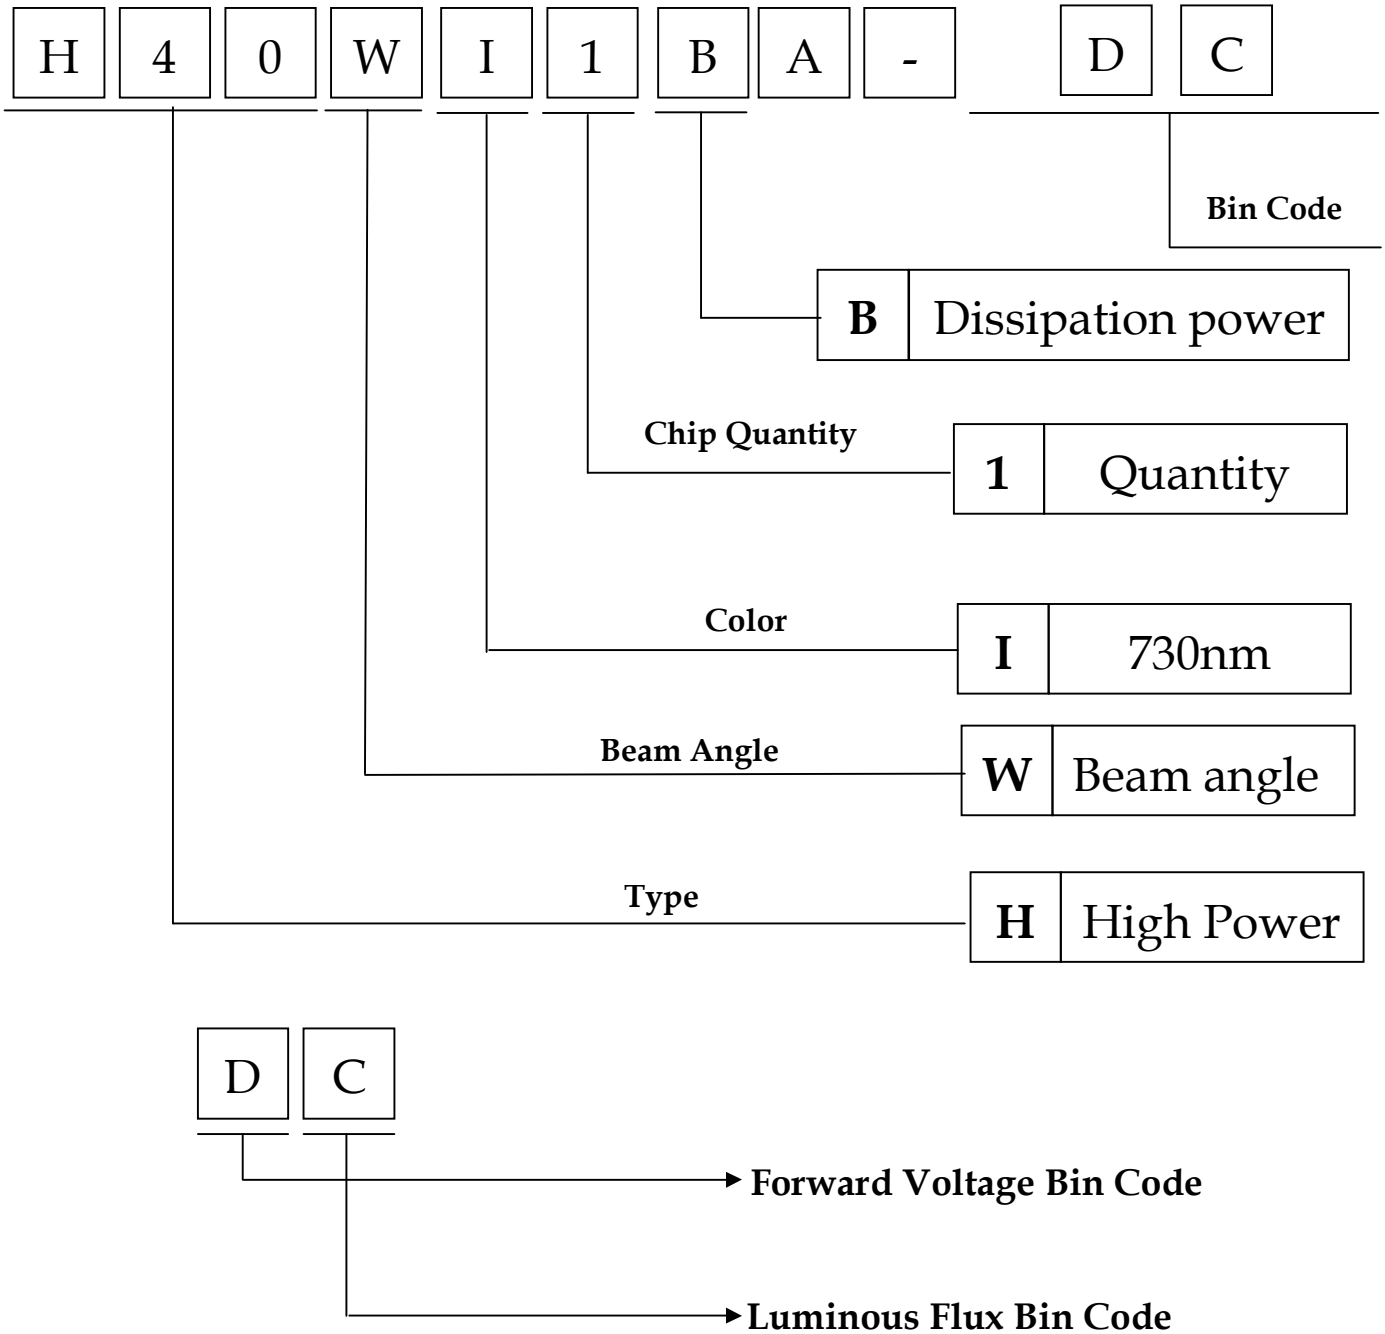 H 4 0 W I 1 B A - D C
Bin Code
B Dissipation power
Chip Quantity
1 Quantity
Color
I 730nm
Beam Angle
W Beam angle
Type
H High Power
D C
Forward Voltage Bin Code
Luminous Flux Bin Code